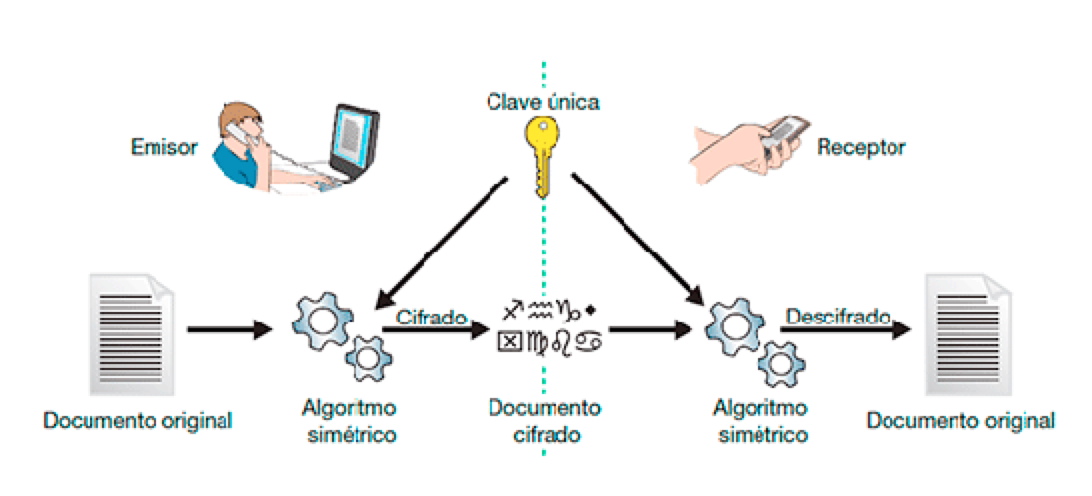 Clave única
Emisor
Receptor
Cifrado
Descifrado
Documento original
Algoritmo
simétrico
Documento
cifrado
Algoritmo
simétrico
Documento original